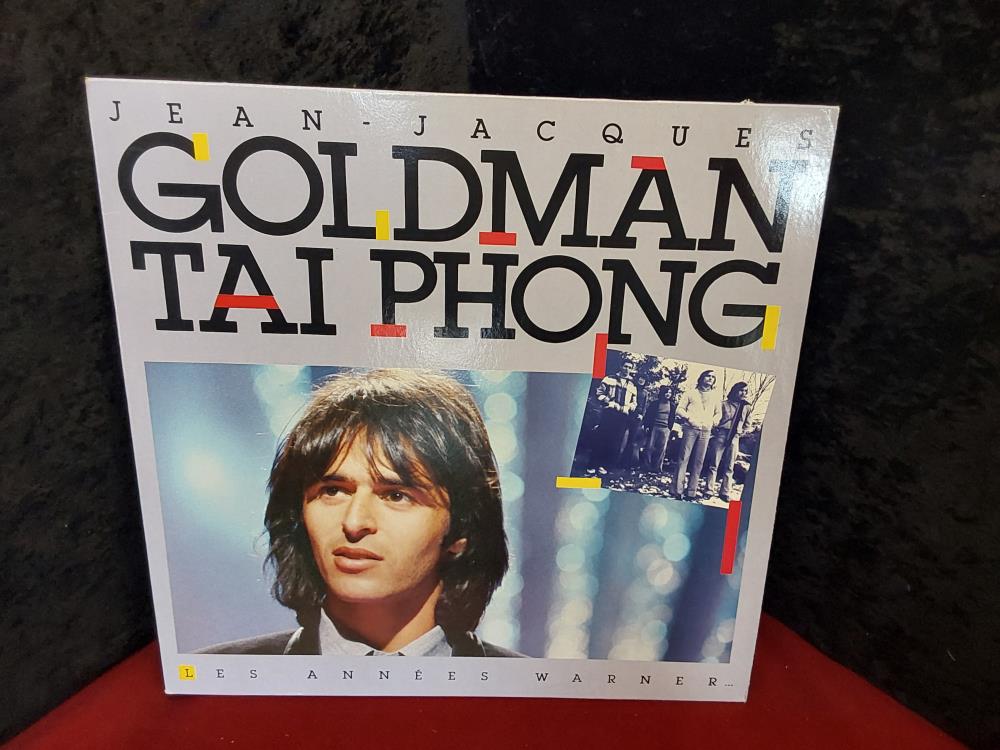 JEAN-JACQUES
GOLDMAN
TAI PHONG
LES ANNÉES WARNER...